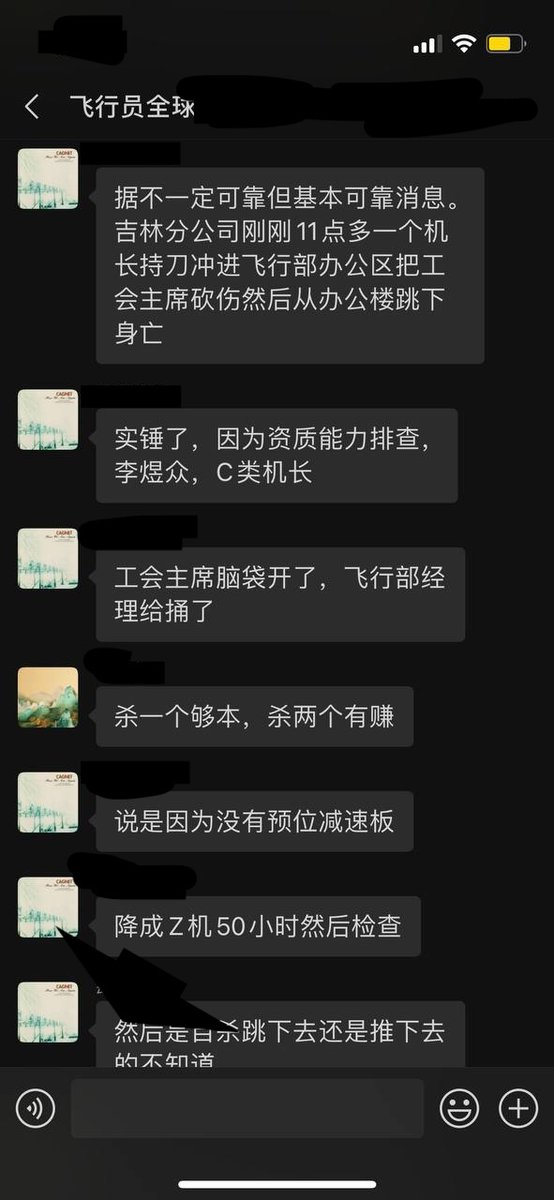 飞行员全球
据不一定可靠但基本可靠消息。
吉林分公司刚刚11点多一个机
长持刀冲进飞行部办公区把工
会主席砍伤然后从办公楼跳下
身亡
实锤了，因为资质能力排查，
李煜众，C类机长
工会主席脑袋开了，飞行部经
理给捅了
杀一个够本，杀两个有赚
说是因为没有预位减速板
降成Z机50小时然后检查
然后是自杀跳下去还是推下去
的不知道